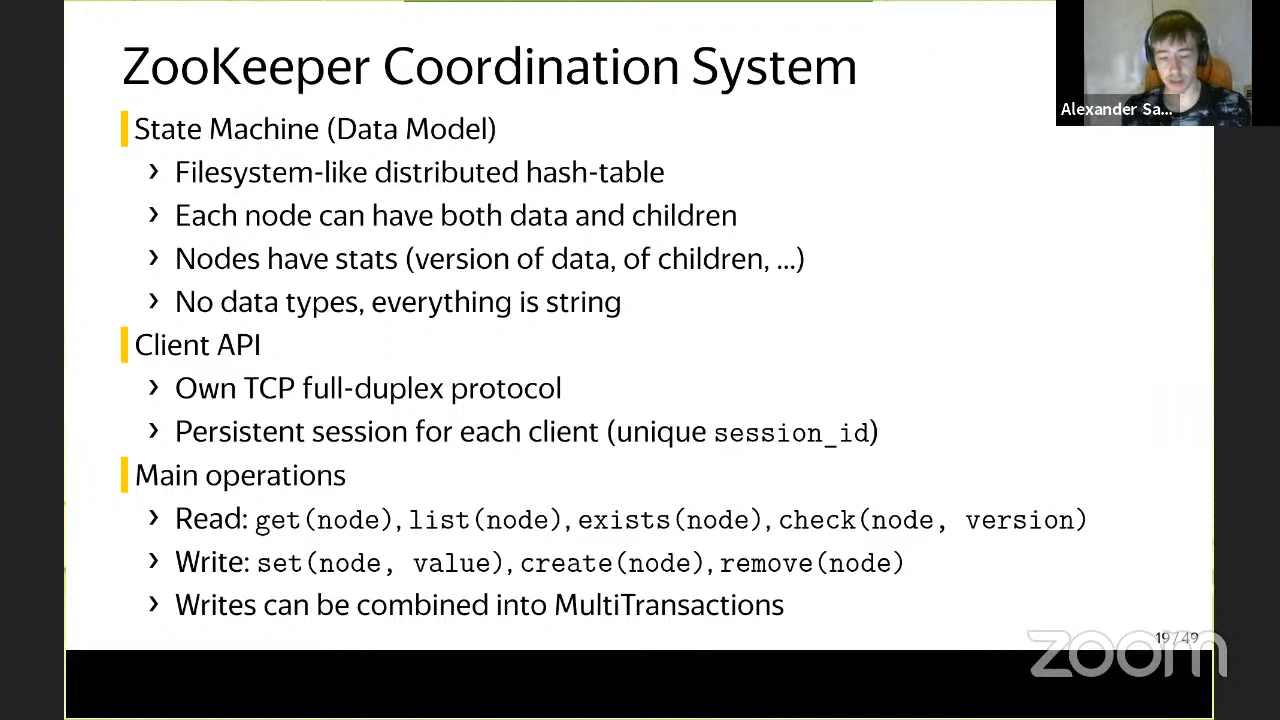 ZooKeeper Coordination System
Alexander Sa...
State Machine (Data Model)
› Filesystem-like distributed hash-table
› Each node can have both data and children
› Nodes have stats (version of data, of children, ...)
› No data types, everything is string
Client API
› Own TCP full-duplex protocol
› Persistent session for each client (unique session_id)
Main operations
› Read: get(node), list(node), exists(node), check(node, version)
› Write: set(node, value), create(node), remove(node)
› Writes can be combined into MultiTransactions
19 / 49
zoom